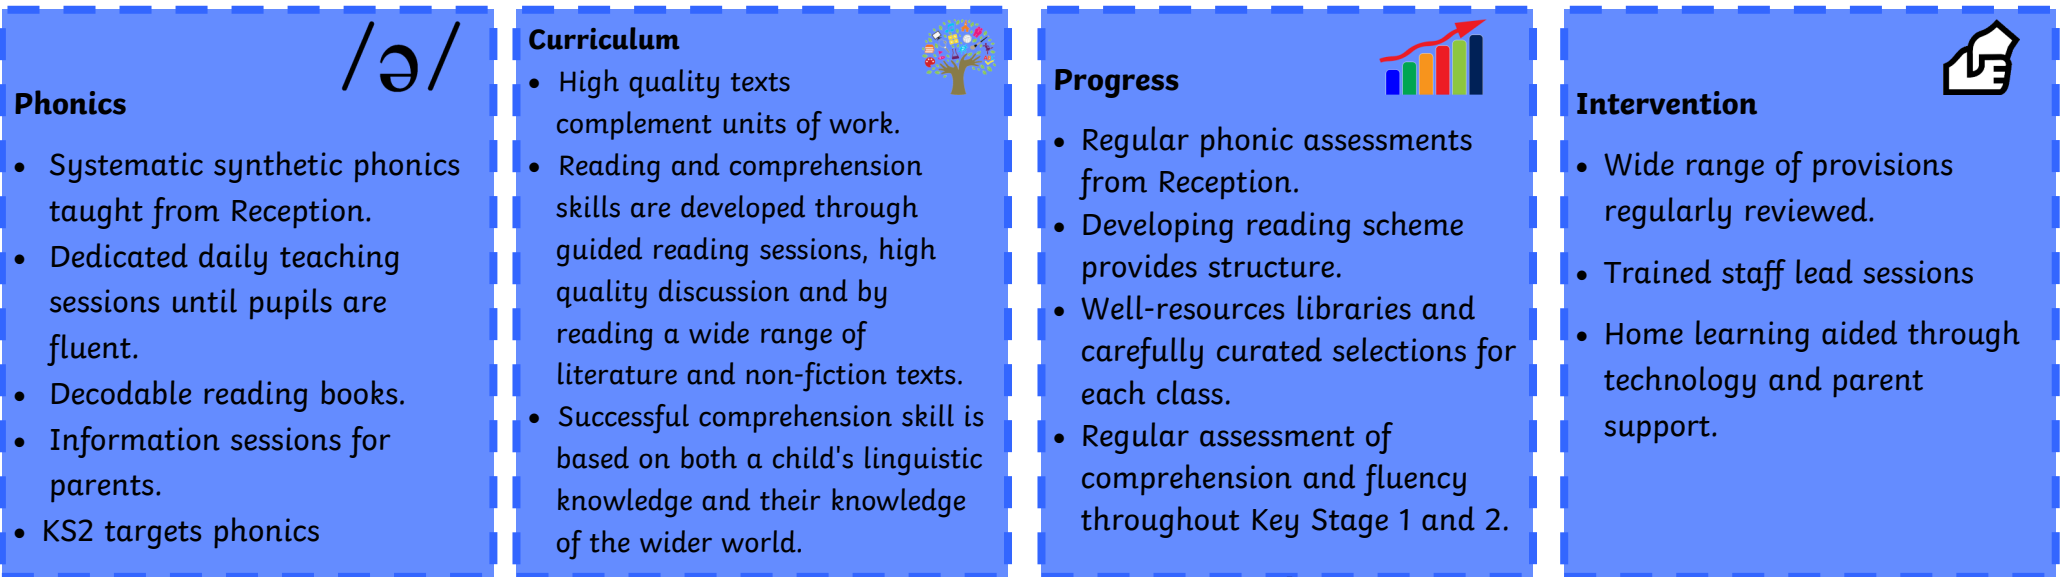 /ə/
Phonics
• Systematic synthetic phonics
taught from Reception.
• Dedicated daily teaching
sessions until pupils are
fluent.
• Decodable reading books.
• Information sessions for
parents.
• KS2 targets phonics
Curriculum
• High quality texts
complement units of work.
• Reading and comprehension
skills are developed through
guided reading sessions, high
quality discussion and by
reading a wide range of
literature and non-fiction texts.
• Successful comprehension skill is
based on both a child's linguistic
knowledge and their knowledge
of the wider world.
Progress
• Regular phonic assessments
from Reception.
• Developing reading scheme
provides structure.
• Well-resources libraries and
carefully curated selections for
each class.
• Regular assessment of
comprehension and fluency
throughout Key Stage 1 and 2.
Intervention
• Wide range of provisions
regularly reviewed.
• Trained staff lead sessions
• Home learning aided through
technology and parent
support.